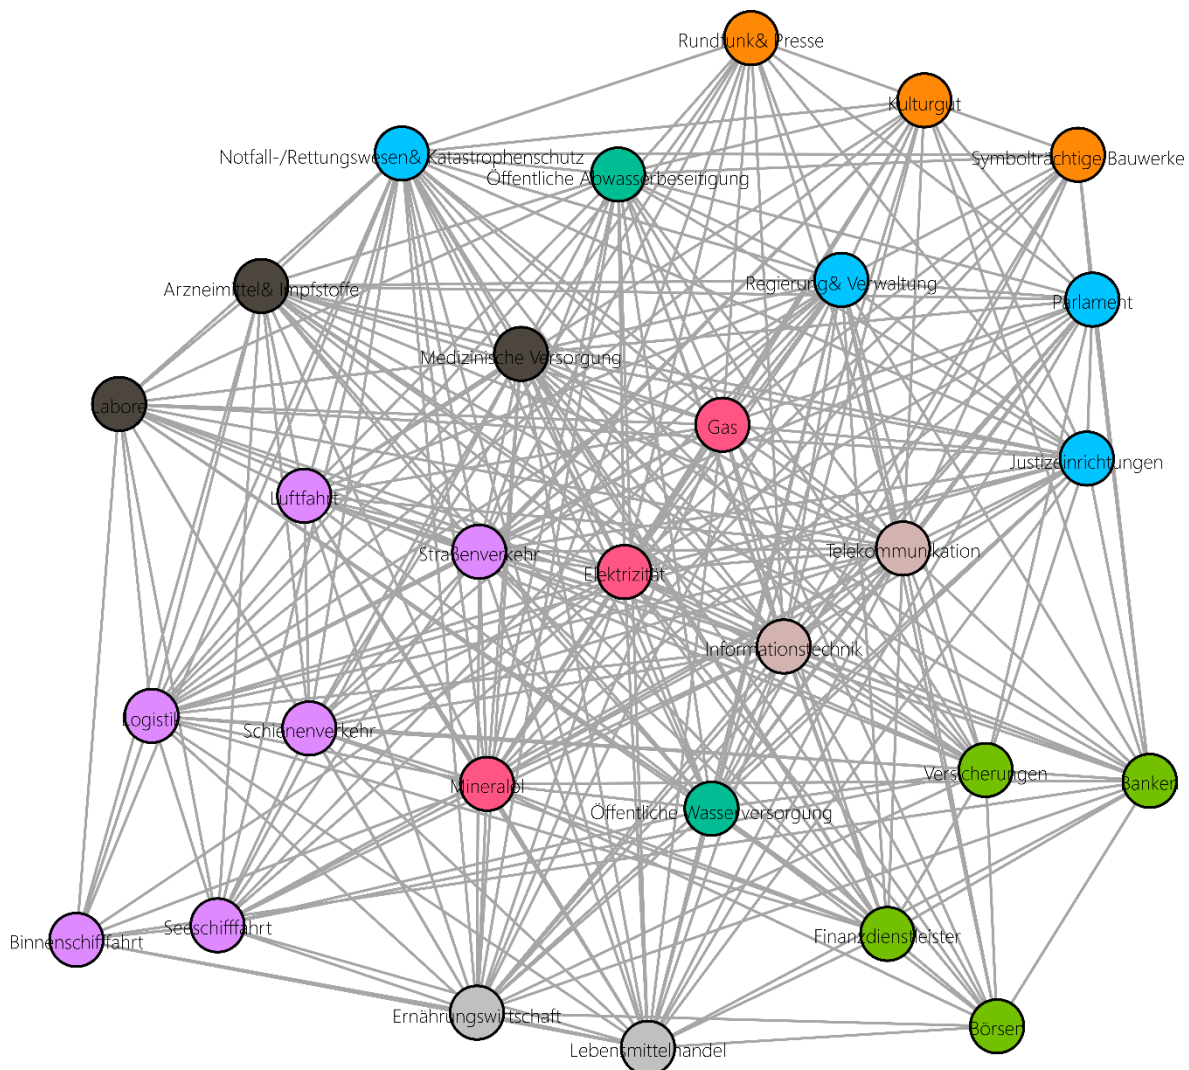 Rundfunk& Presse
Kulturgut
Notfall-/Rettungswesen& Katastrophenschutz
Symbolträchtige Bauwerke
Öffentliche Abwasserbeseitigung
Arzneimittel& Impfstoffe
Regierung& Verwaltung
Parlament
Medizinische Versorgung
Labore
Gas
Justizeinrichtungen
Luftfahrt
Straßenverkehr
Telekommunikation
Elektrizität
Informationstechnik
Logistik
Schienenverkehr
Versicherungen
Banken
Mineralöl
Öffentliche Wasserversorgung
Seeschifffahrt
Binnenschifffahrt
Finanzdienstleister
Ernährungswirtschaft
Börsen
Lebensmittelhandel